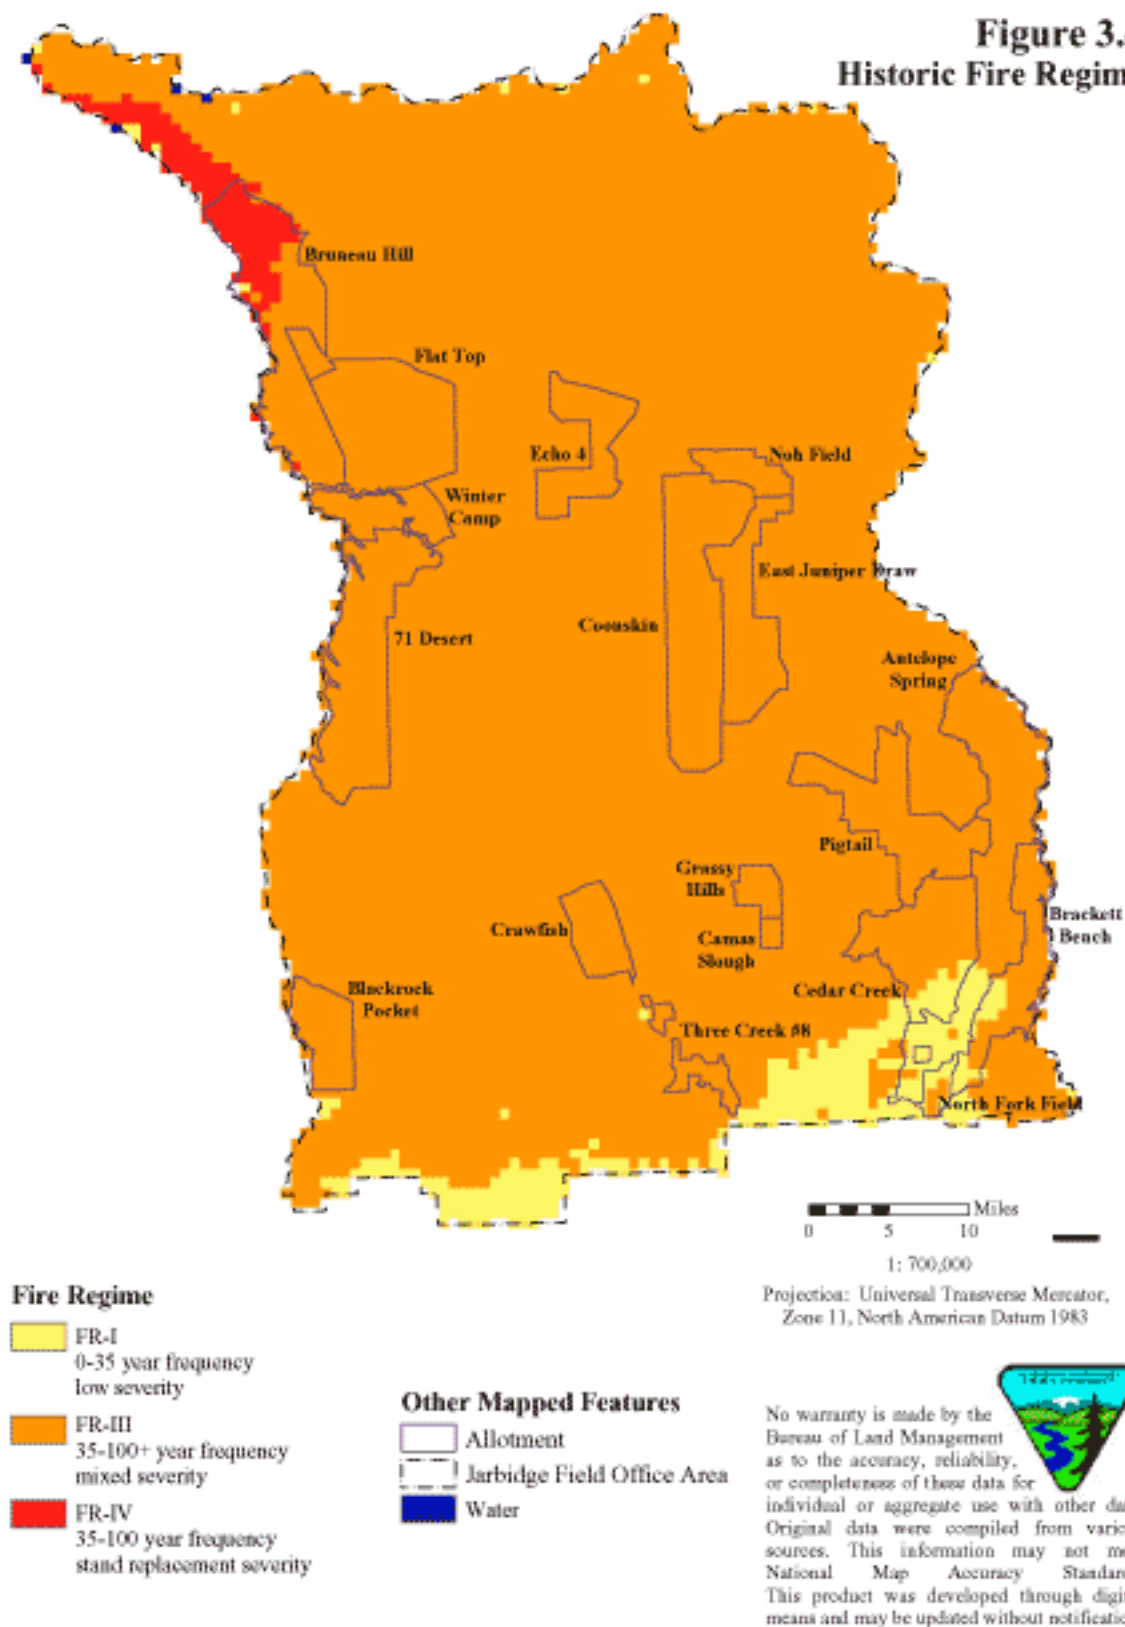 Figure 3.
Historic Fire Regim
Bruneau Hill
Flat Top
Echo 4
Noh Field
Winter
Camp
East Juniper Draw
71 Desert
Coonskin
Antelope
Spring
Pigtail
Grassy
Hills
Crawfish
Camas
Slough
Brackett
Bench
Blackrock
Pocket
Cedar Creek
Three Creek #8
North Fork Field
Miles
0 5 10
1: 700,000
Projection: Universal Transverse Mercator,
Zone 11, North American Datum 1983
Fire Regime
FR-I
0-35 year frequency
low severity
FR-III
35-100+ year frequency
mixed severity
FR-IV
35-100 year frequency
stand replacement severity
Other Mapped Features
Allotment
Jarbidge Field Office Area
Water
No warranty is made by the
Bureau of Land Management
as to the accuracy, reliability,
or completeness of these data for
individual or aggregate use with other da
Original data were compiled from vario
sources. This information may not me
National Map Accuracy Standar
This product was developed through digi
means and may be updated without notificatio